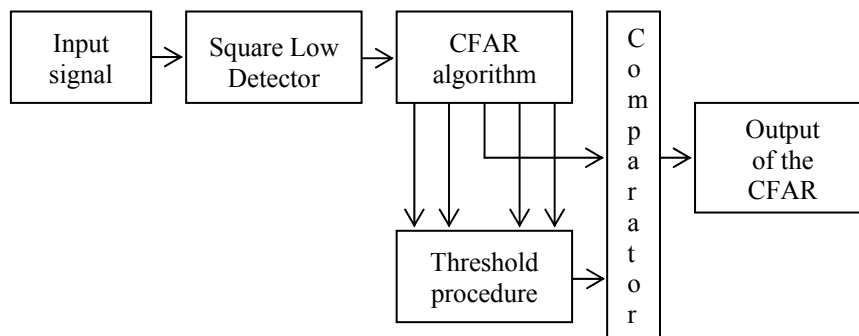 Input
signal
Square Low
Detector
CFAR
algorithm
C
o
m
p
a
r
a
t
o
r
Output
of the
CFAR
Threshold
procedure